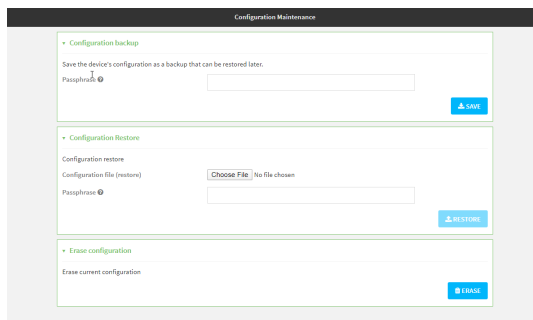 Configuration Maintenance
Configuration backup
Save the device's configuration as a backup that can be restored later.
Passphrase
SAVE
Configuration Restore
Configuration restore
Configuration file (restore) Choose File No file chosen
Passphrase
RESTORE
Erase configuration
Erase current configuration
ERASE